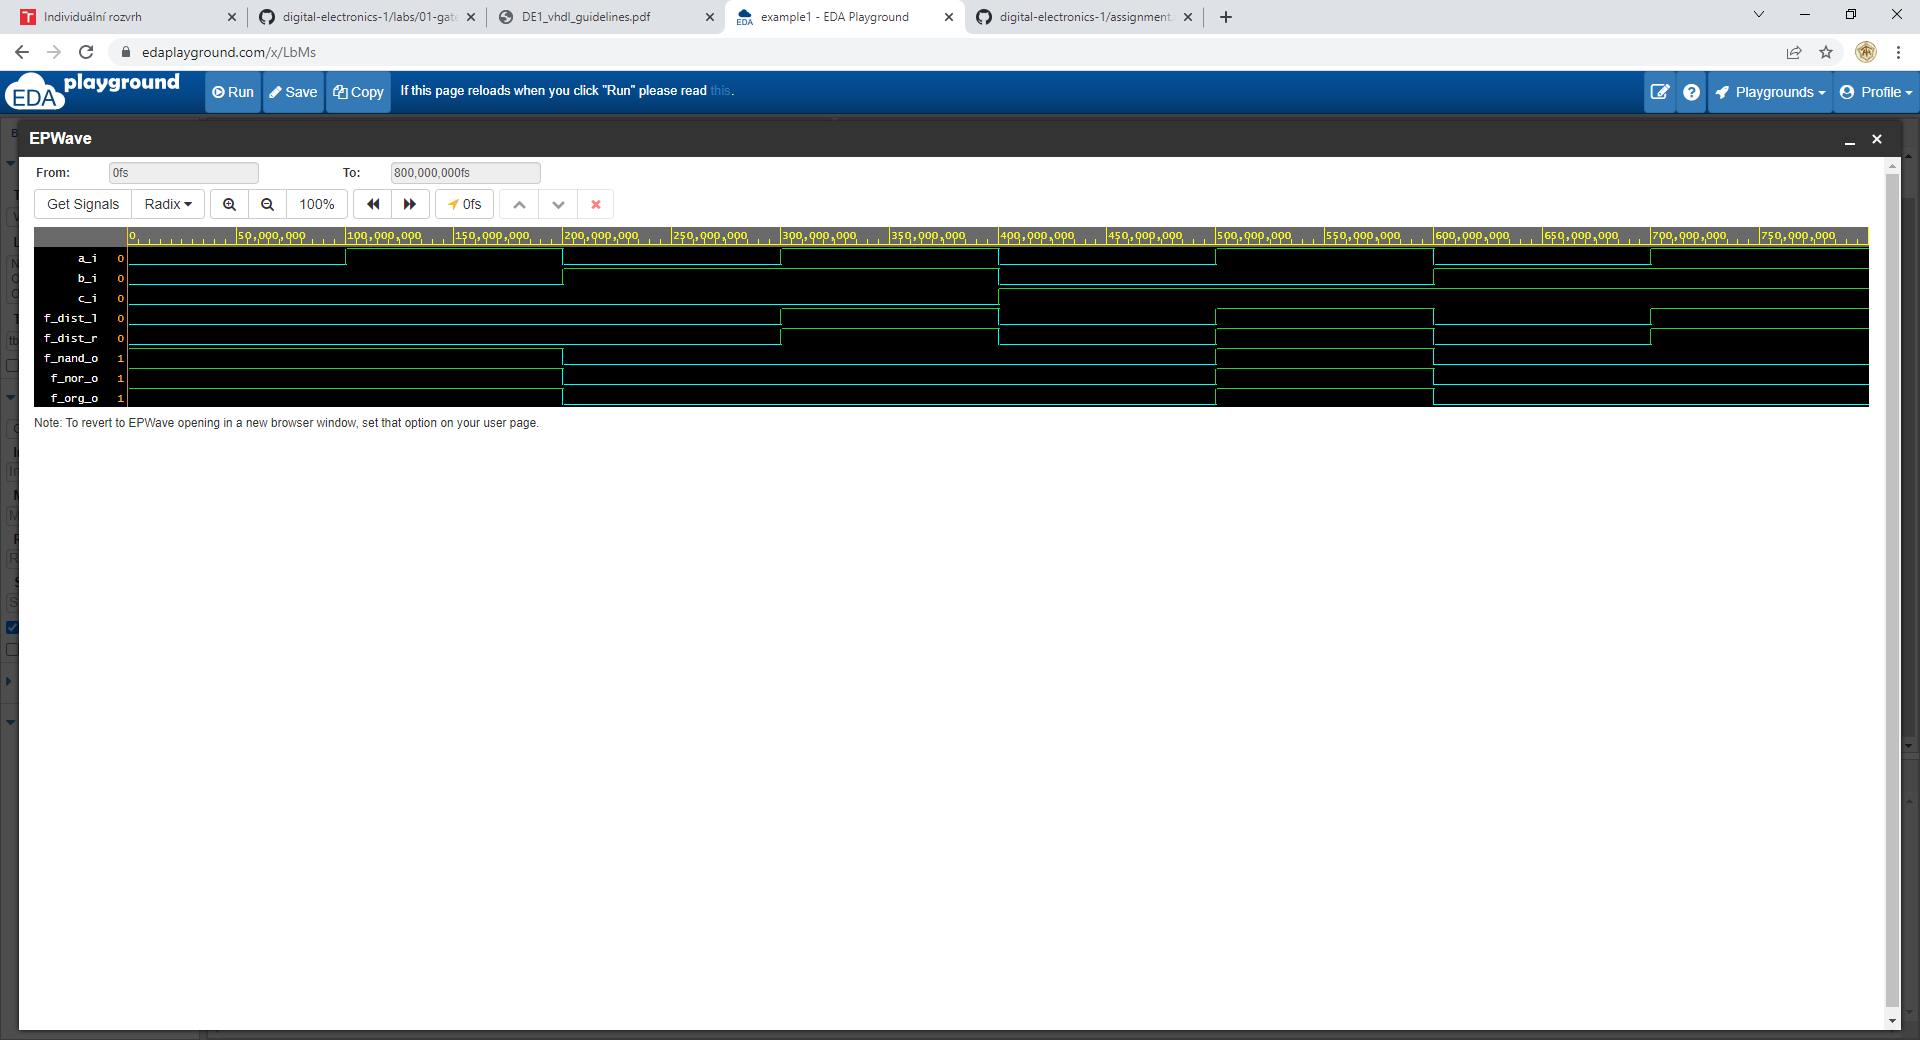 Individuální rozvrh
digital-electronics-1/labs/01-gate
DE1_vhdl_guidelines.pdf
example1 - EDA Playground
digital-electronics-1/assignment.
edaplayground.com/x/LbMs
EDA playground
Run
Save
Copy
If this page reloads when you click "Run" please read this.
Playgrounds
Profile
EPWave
From:
0fs
To:
800,000,000fs
Get Signals
Radix
100%
0fs
0 50,000,000 100,000,000 150,000,000 200,000,000 250,000,000 300,000,000 350,000,000 400,000,000 450,000,000 500,000,000 550,000,000 600,000,000 650,000,000 700,000,000 750,000,000
a_i 0
b_i 0
c_i 0
f_dist_l 0
f_dist_r 0
f_nand_o 1
f_nor_o 1
f_org_o 1
Note: To revert to EPWave opening in a new browser window, set that option on your user page.